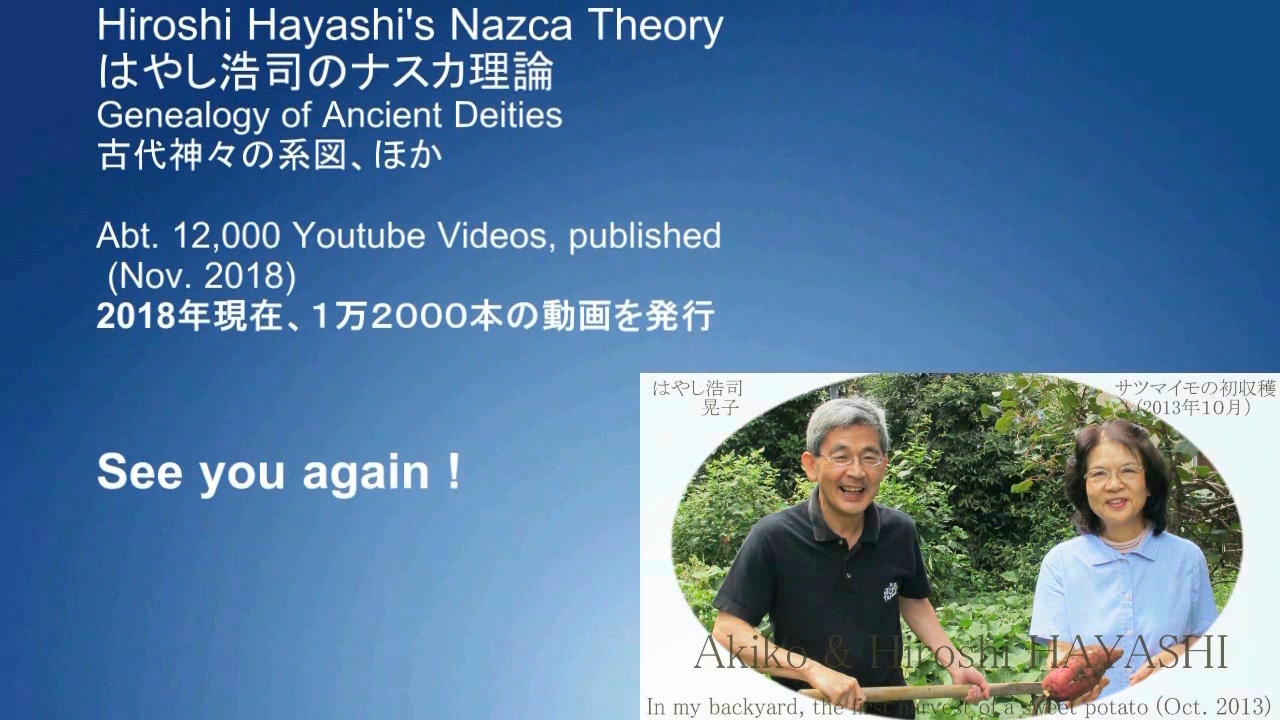 Hiroshi Hayashi's Nazca Theory
はやし浩司のナスカ理論
Genealogy of Ancient Deities
古代神々の系図、ほか
Abt. 12,000 Youtube Videos, published
(Nov. 2018)
2018年現在、１万２０００本の動画を発行
See you again !
はやし浩司
晃子
サツマイモの初収穫
(2013年10月)
Akiko & Hiroshi HAYASHI
In my backyard, the first harvest of a sweet potato (Oct. 2013)